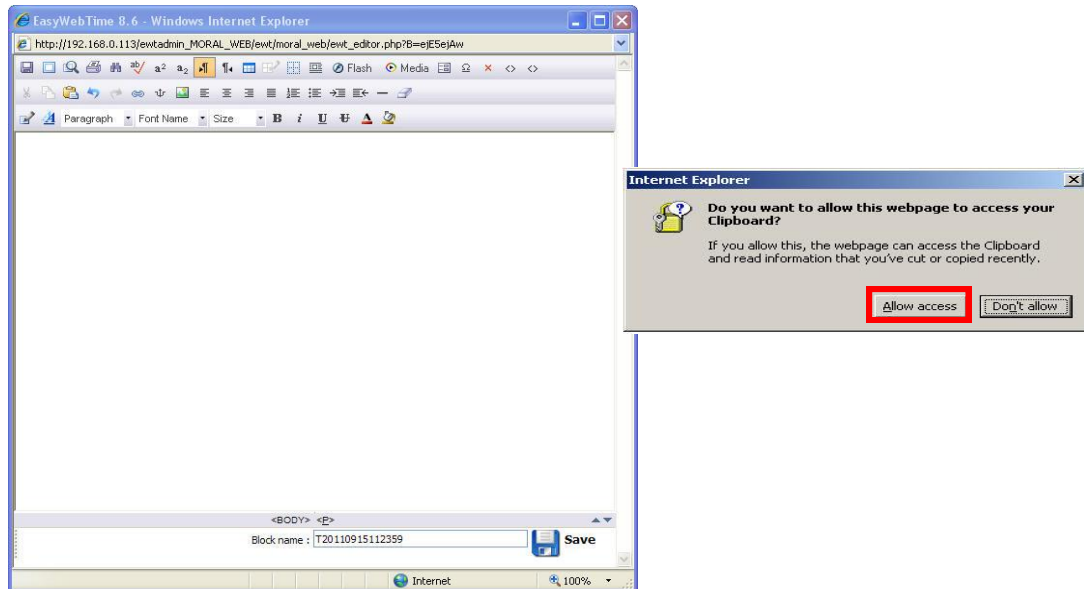 EasyWebTime 8.6 - Windows Internet Explorer
http://192.168.0.113/ewtadmin_MORAL_WEB/ewt/moral_web/ewt_editor.php?B=ejE5ejAw
a² a₂ Flash Media Ω
Paragraph Font Name Size B i U
<BODY> <P>
Block name : T20110915112359 Save
Internet 100%
Internet Explorer
Do you want to allow this webpage to access your
Clipboard?
If you allow this, the webpage can access the Clipboard
and read information that you've cut or copied recently.
Allow access Don't allow